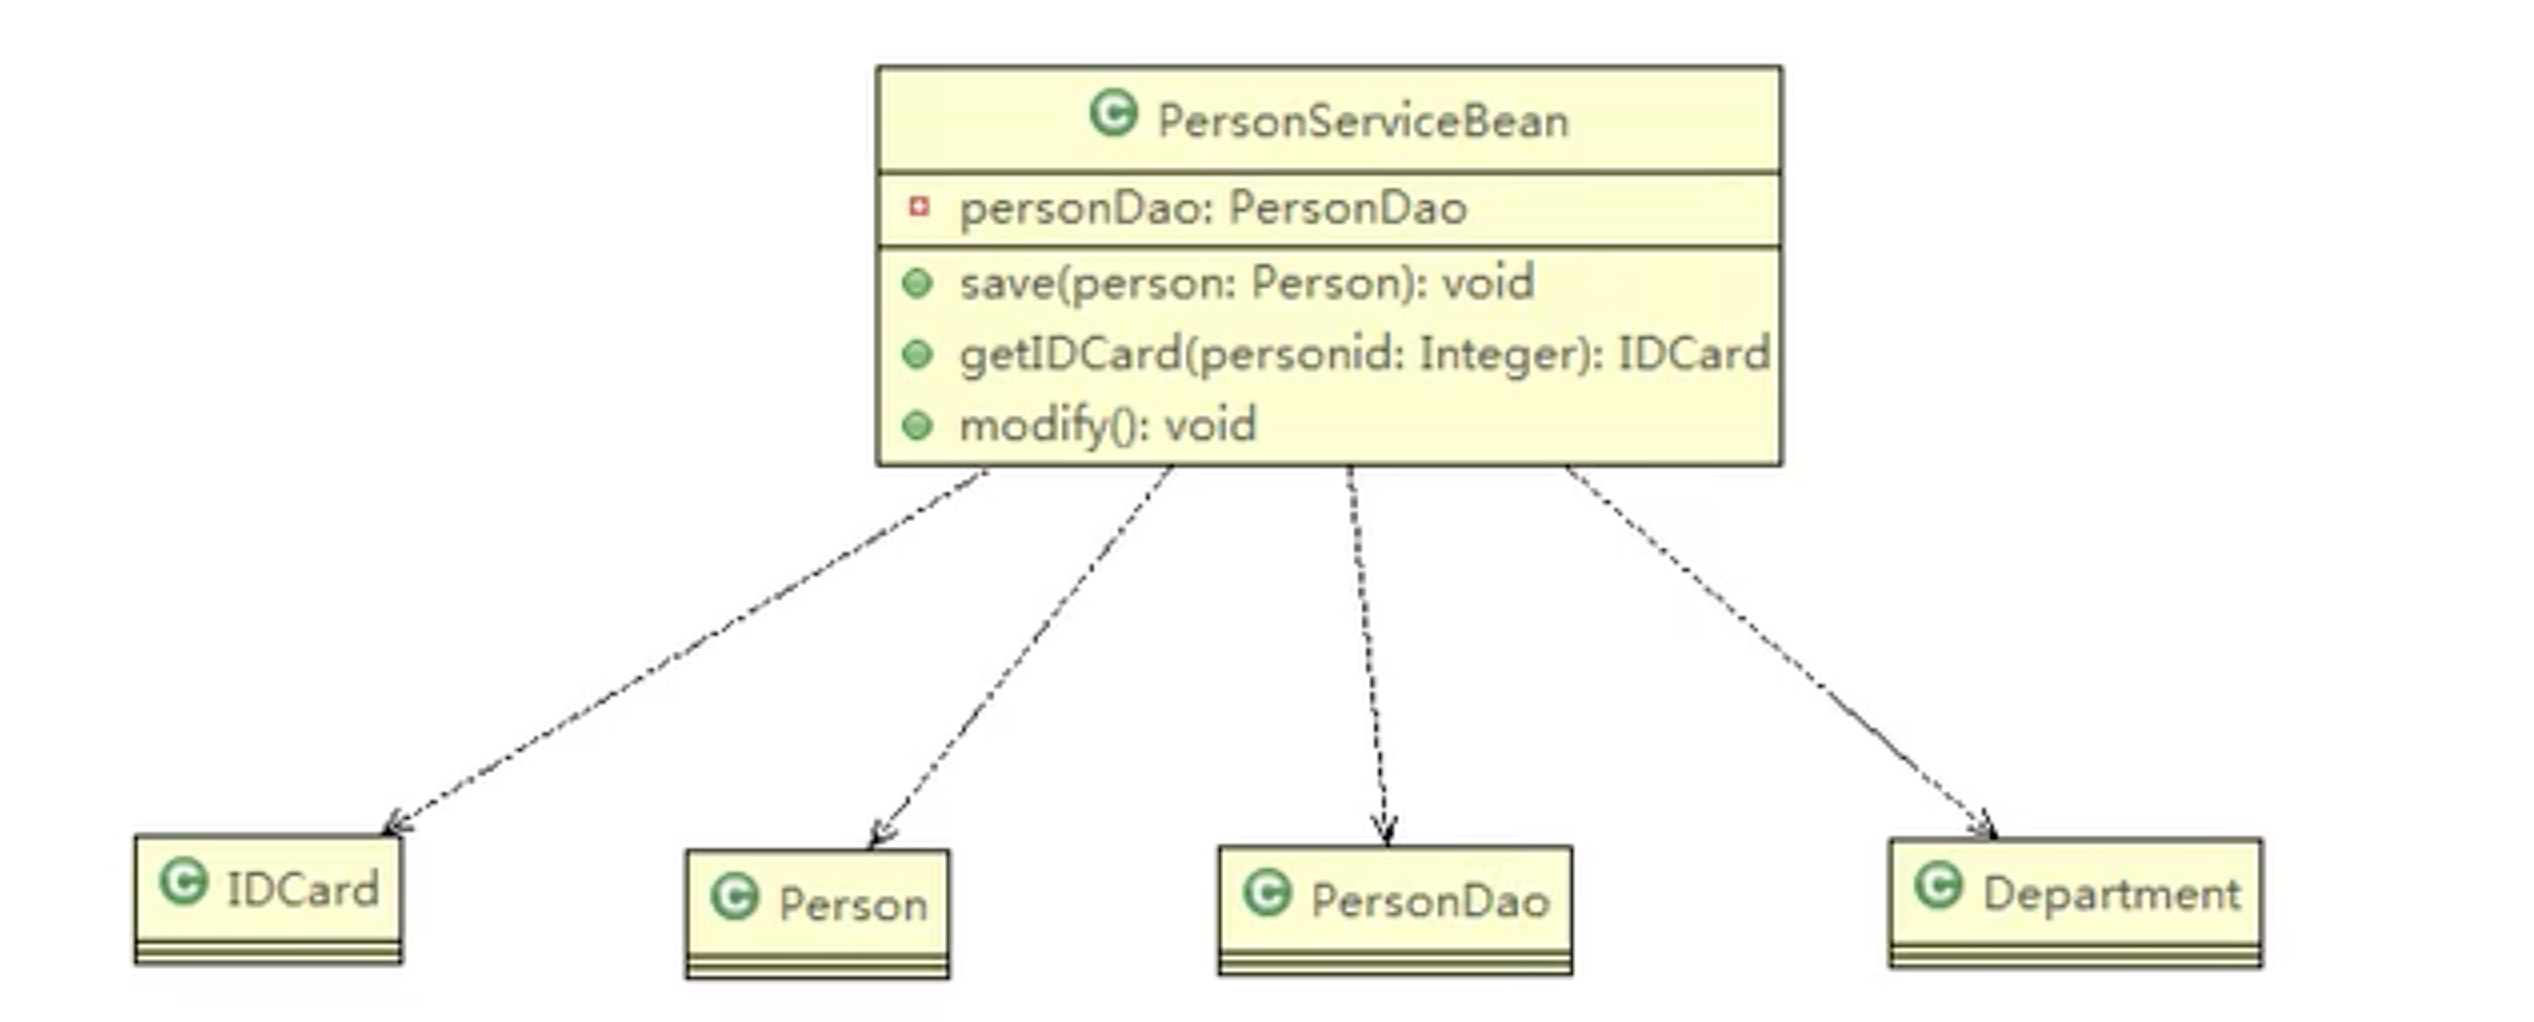 PersonServiceBean
personDao: PersonDao
save(person: Person): void
getIDCard(personid: Integer): IDCard
modify(): void
IDCard
Person
PersonDao
Department